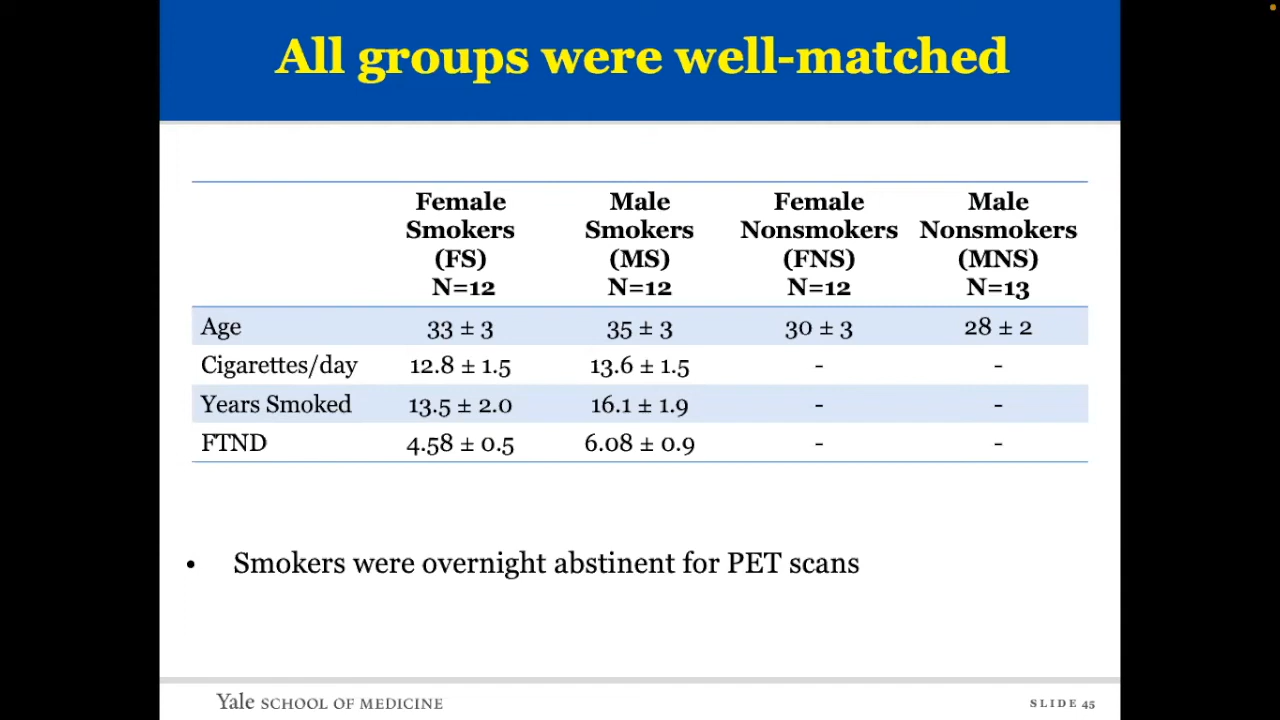 All groups were well-matched
Female Smokers (FS) N=12 Male Smokers (MS) N=12 Female Nonsmokers (FNS) N=12 Male Nonsmokers (MNS) N=13
Age 33 ± 3 35 ± 3 30 ± 3 28 ± 2
Cigarettes/day 12.8 ± 1.5 13.6 ± 1.5 - -
Years Smoked 13.5 ± 2.0 16.1 ± 1.9 - -
FTND 4.58 ± 0.5 6.08 ± 0.9 - -
• Smokers were overnight abstinent for PET scans
Yale SCHOOL OF MEDICINE
SLIDE 45